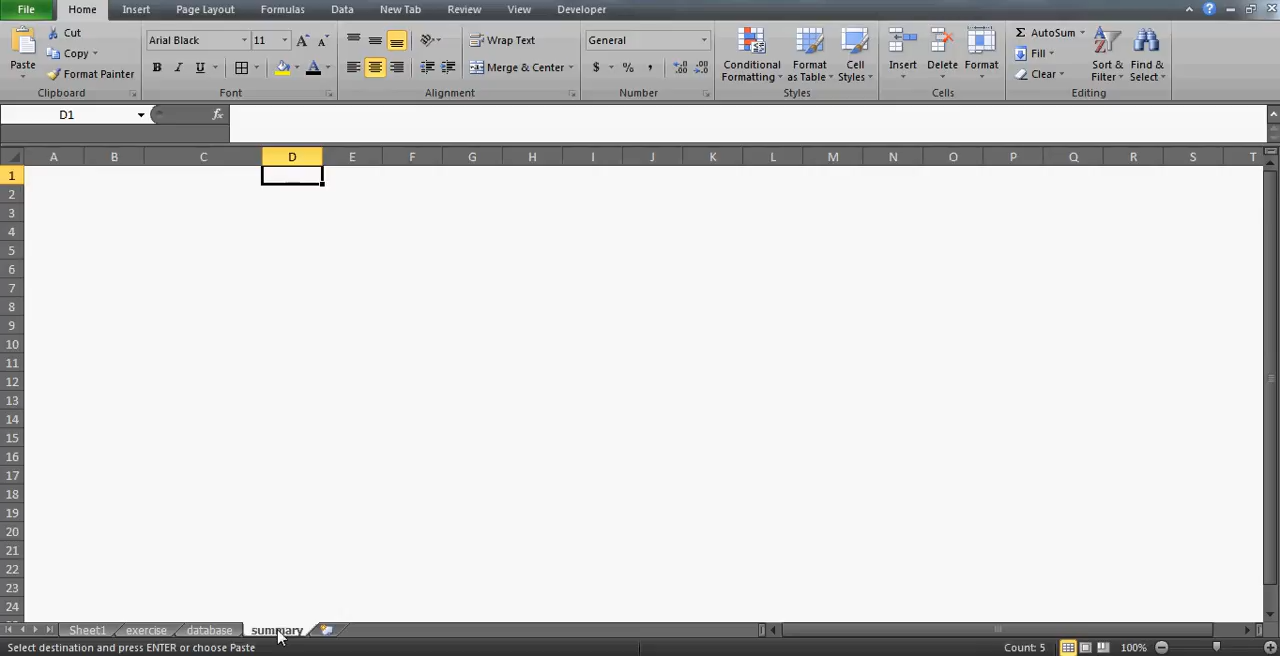 File Home Insert Page Layout Formulas Data New Tab Review View Developer
Paste Cut Copy Format Painter Clipboard
Arial Black 11 A A B I U A Font
Wrap Text Merge & Center Alignment
General $ % , Number
Conditional Formatting Format as Table Cell Styles Styles
Insert Delete Format Cells
Σ AutoSum Fill Clear Sort & Filter Find & Select Editing
D1 fx
A B C D E F G H I J K L M N O P Q R S T
1
2
3
4
5
6
7
8
9
10
11
12
13
14
15
16
17
18
19
20
21
22
23
24
Sheet1 exercise database summary
Select destination and press ENTER or choose Paste Count: 5 100%